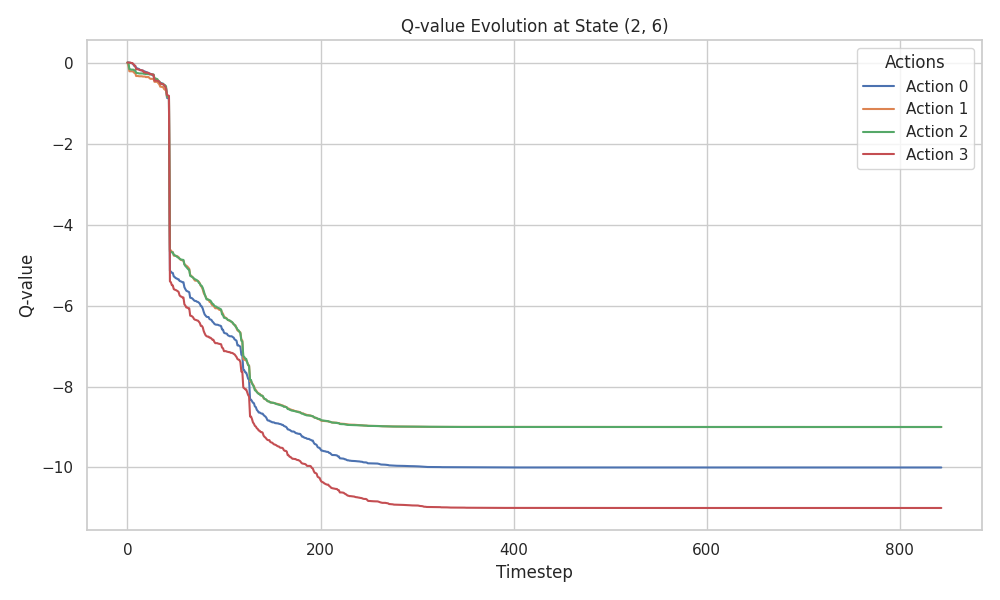 Q-value Evolution at State (2, 6)
Actions
Action 0
Action 1
Action 2
Action 3
Q-value
0
−2
−4
−6
−8
−10
0 200 400 600 800
Timestep